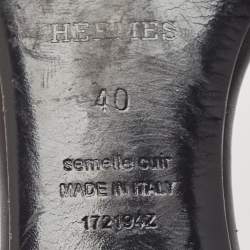 HERMES
40
semelle cuir
MADE IN ITALY
172194Z